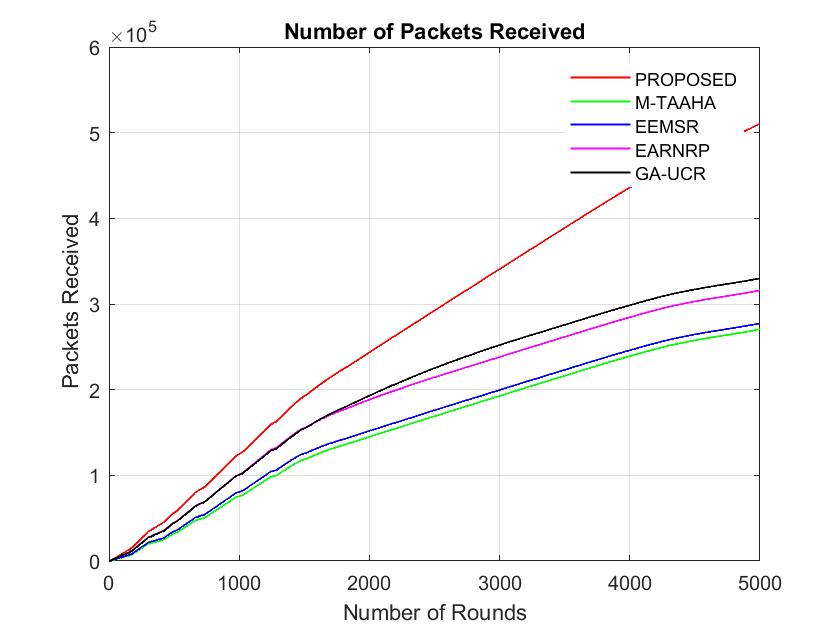 Number of Packets Received
×10^5
6
5
4
3
2
1
0
Packets Received
PROPOSED
M-TAAHA
EEMSR
EARNRP
GA-UCR
0 1000 2000 3000 4000 5000
Number of Rounds